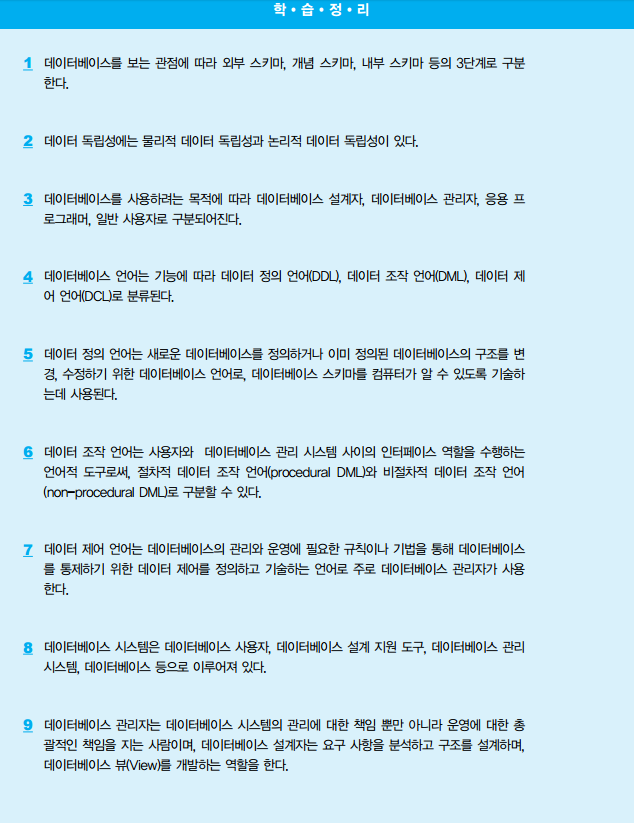 학•습•정•리
1 데이터베이스를 보는 관점에 따라 외부 스키마, 개념 스키마, 내부 스키마 등의 3단계로 구분
한다.
2 데이터 독립성에는 물리적 데이터 독립성과 논리적 데이터 독립성이 있다.
3 데이터베이스를 사용하려는 목적에 따라 데이터베이스 설계자, 데이터베이스 관리자, 응용 프
로그래머, 일반 사용자로 구분되어진다.
4 데이터베이스 언어는 기능에 따라 데이터 정의 언어(DDL), 데이터 조작 언어(DML), 데이터 제
어 언어(DCL)로 분류된다.
5 데이터 정의 언어는 새로운 데이터베이스를 정의하거나 이미 정의된 데이터베이스의 구조를 변
경, 수정하기 위한 데이터베이스 언어로, 데이터베이스 스키마를 컴퓨터가 알 수 있도록 기술하
는데 사용된다.
6 데이터 조작 언어는 사용자와 데이터베이스 관리 시스템 사이의 인터페이스 역할을 수행하는
언어적 도구로써, 절차적 데이터 조작 언어(procedural DML)와 비절차적 데이터 조작 언어
(non-procedural DML)로 구분할 수 있다.
7 데이터 제어 언어는 데이터베이스의 관리와 운영에 필요한 규칙이나 기법을 통해 데이터베이스
를 통제하기 위한 데이터 제어를 정의하고 기술하는 언어로 주로 데이터베이스 관리자가 사용
한다.
8 데이터베이스 시스템은 데이터베이스 사용자, 데이터베이스 설계 지원 도구, 데이터베이스 관리
시스템, 데이터베이스 등으로 이루어져 있다.
9 데이터베이스 관리자는 데이터베이스 시스템의 관리에 대한 책임 뿐만 아니라 운영에 대한 총
괄적인 책임을 지는 사람이며, 데이터베이스 설계자는 요구 사항을 분석하고 구조를 설계하며,
데이터베이스 뷰(View)를 개발하는 역할을 한다.